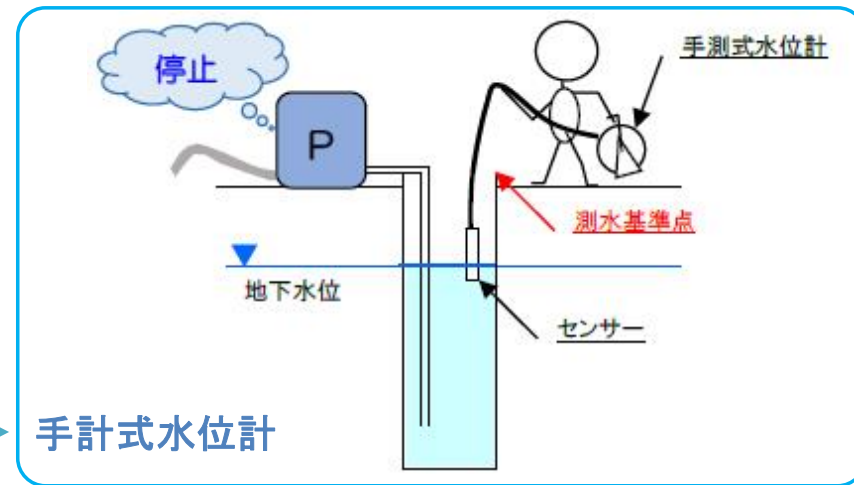 停止
手測式水位計
P
測水基準点
地下水位
センサー
手計式水位計